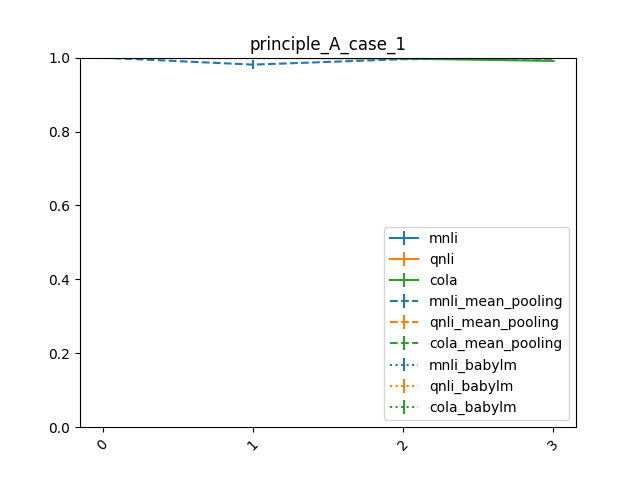 principle_A_case_1
1.0
0.8
0.6
0.4
0.2
0.0
0
1
2
3
mnli
qnli
cola
mnli_mean_pooling
qnli_mean_pooling
cola_mean_pooling
mnli_babylm
qnli_babylm
cola_babylm